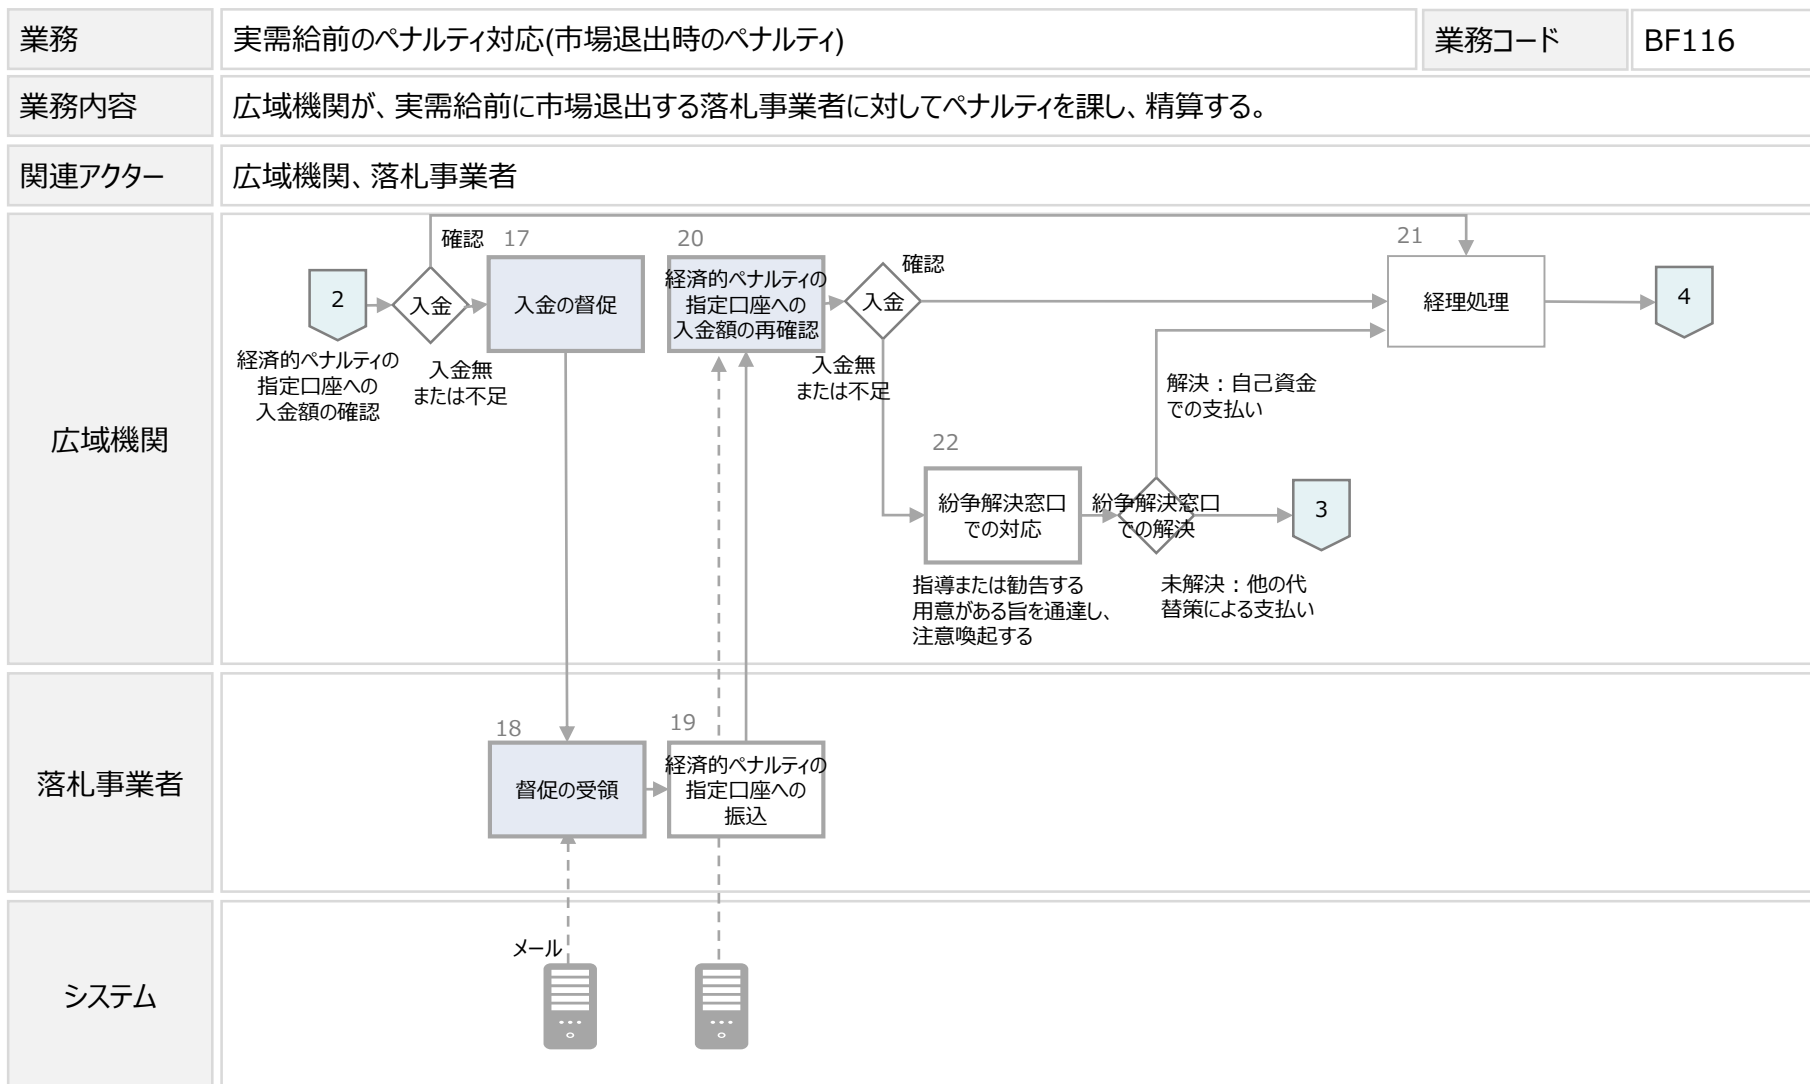 業務
実需給前のペナルティ対応(市場退出時のペナルティ)
業務コード
BF116
業務内容
広域機関が、実需給前に市場退出する落札事業者に対してペナルティを課し、精算する。
関連アクター
広域機関、落札事業者
広域機関
2
経済的ペナルティの
指定口座への
入金額の確認
入金
確認
入金無
または不足
17
入金の督促
20
経済的ペナルティの
指定口座への
入金額の再確認
入金
確認
入金無
または不足
21
経理処理
4
解決：自己資金
での支払い
22
紛争解決窓口
での対応
指導または勧告する
用意がある旨を通達し、
注意喚起する
紛争解決窓口
での解決
3
未解決：他の代
替策による支払い
落札事業者
18
督促の受領
19
経済的ペナルティの
指定口座への
振込
システム
メール